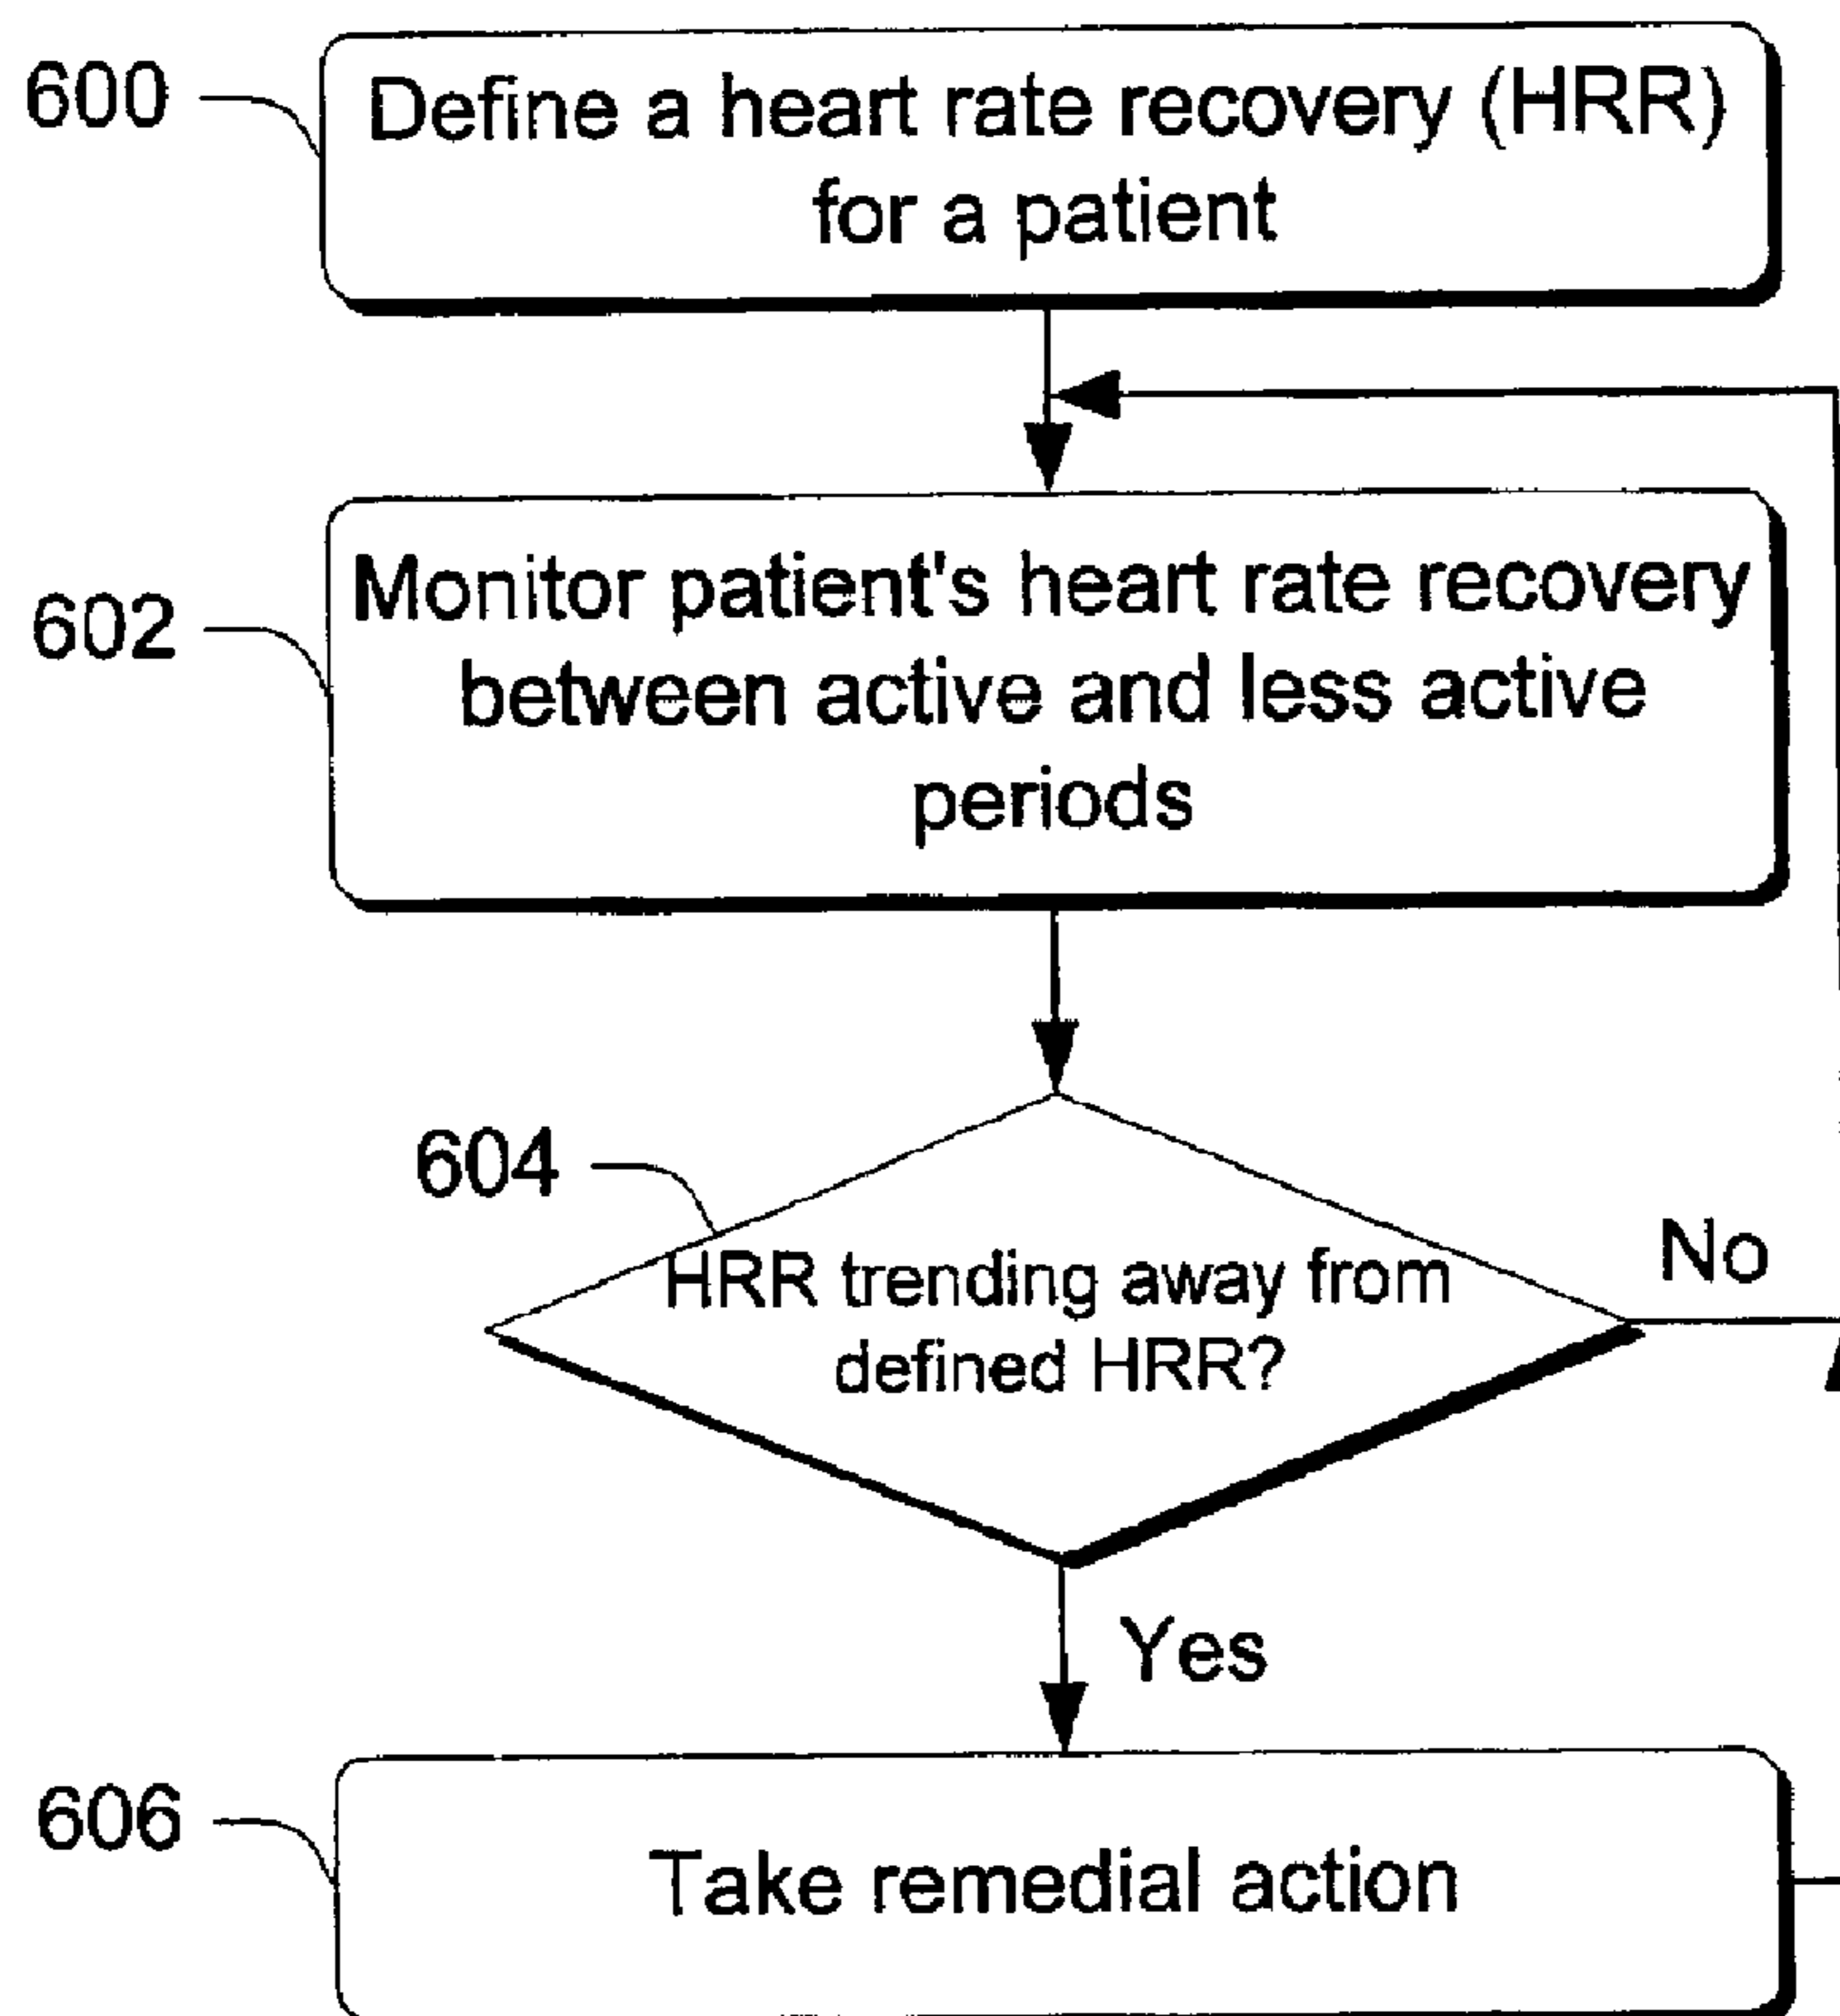 600
Define a heart rate recovery (HRR)
for a patient
602
Monitor patient's heart rate recovery
between active and less active
periods
604
HRR trending away from
defined HRR?
No
Yes
606
Take remedial action